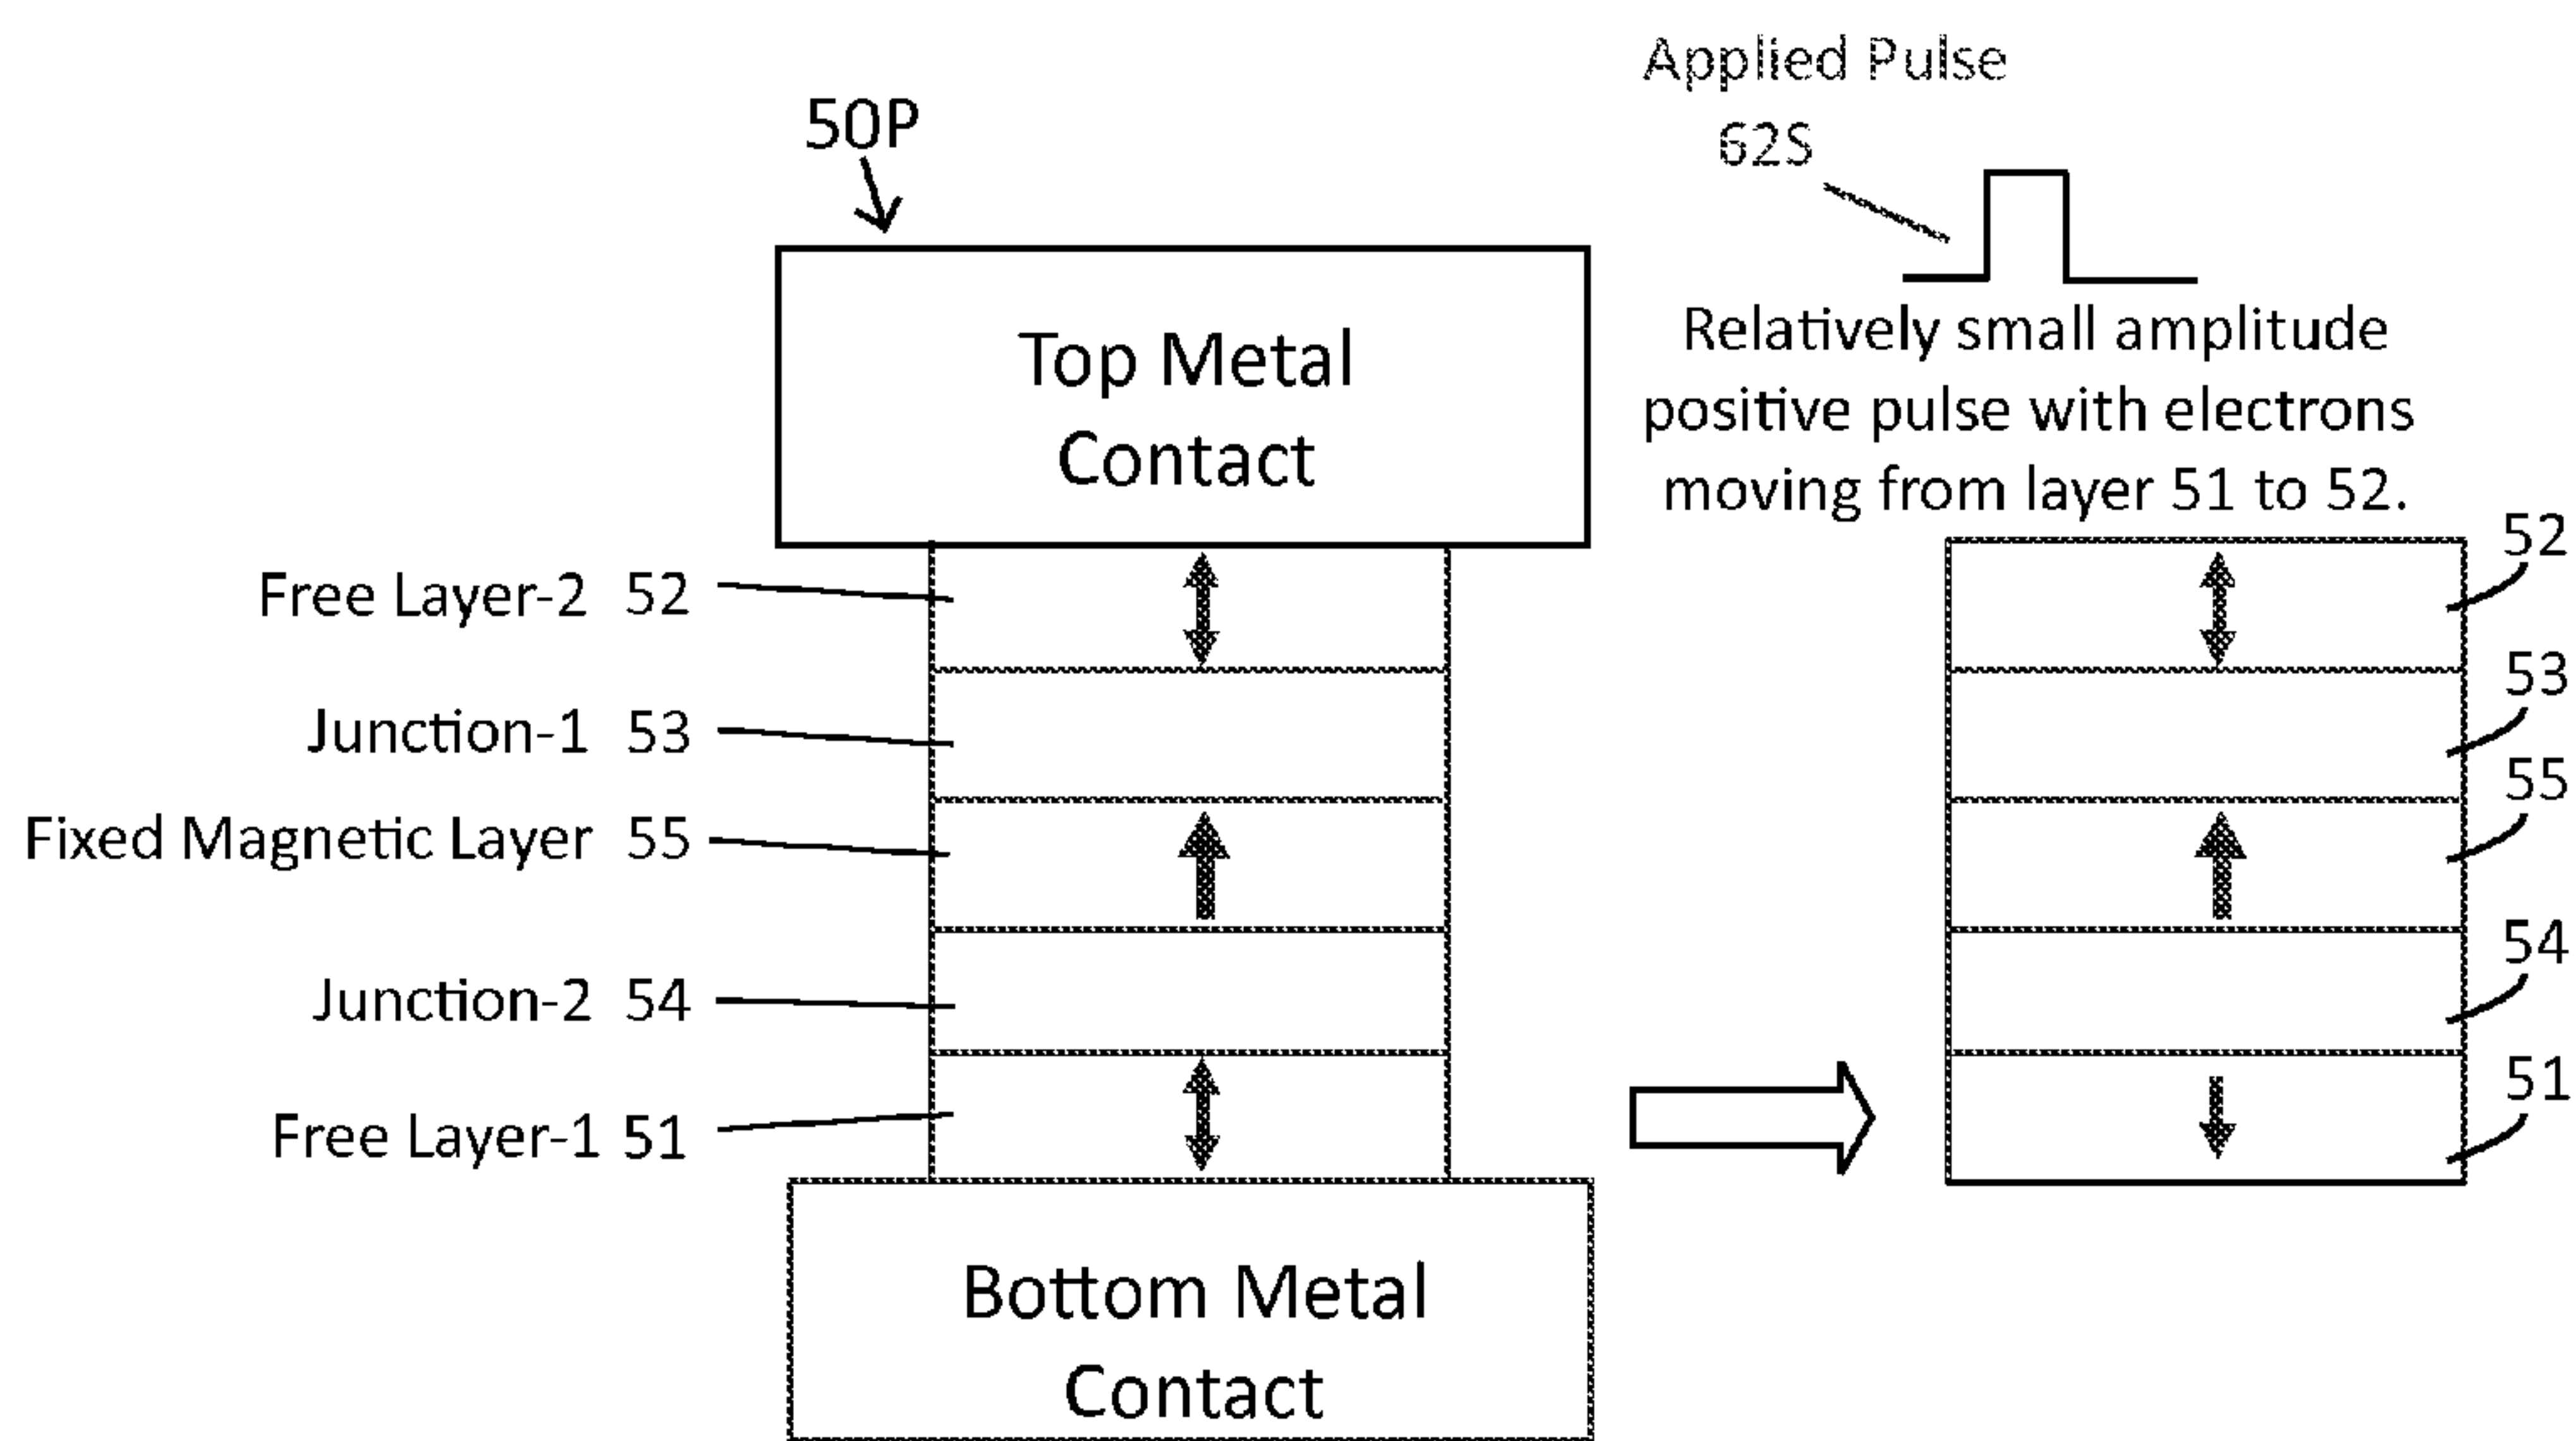 50P
Top Metal
Contact
Free Layer-2 52
Junction-1 53
Fixed Magnetic Layer 55
Junction-2 54
Free Layer-1 51
Bottom Metal
Contact
Applied Pulse
62S
Relatively small amplitude
positive pulse with electrons
moving from layer 51 to 52.
52
53
55
54
51